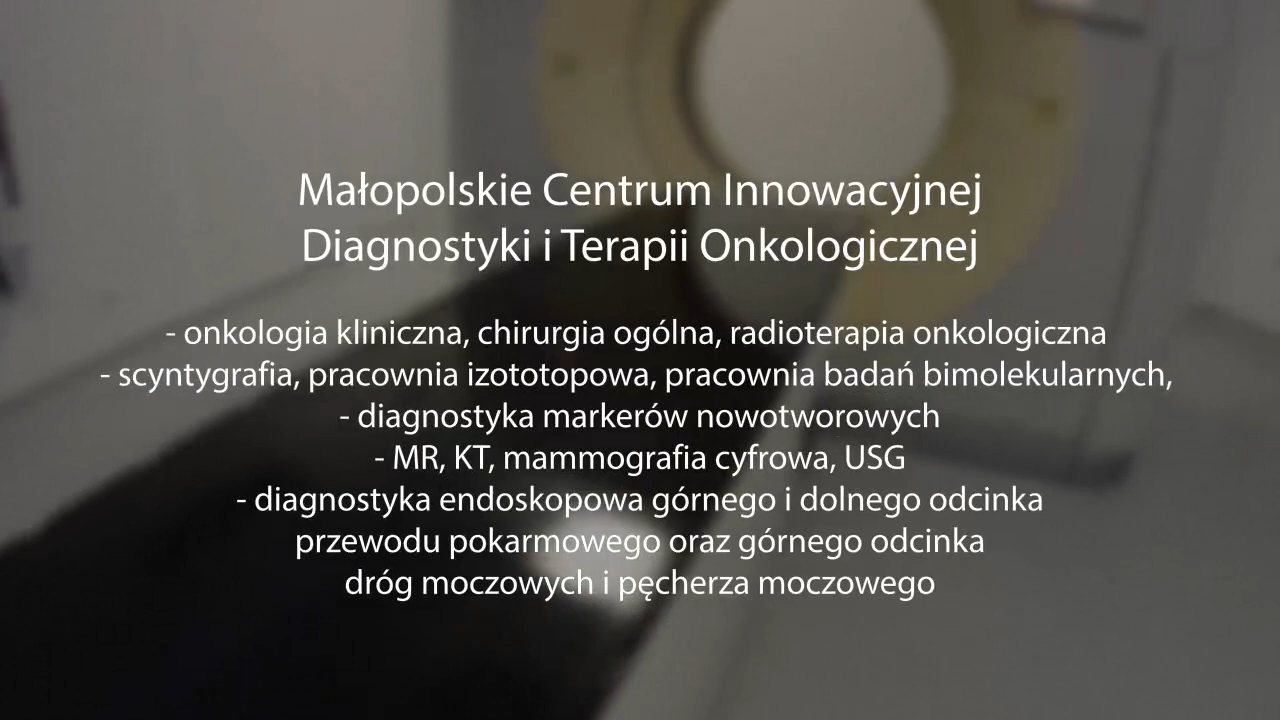 Małopolskie Centrum Innowacyjnej
Diagnostyki i Terapii Onkologicznej
- onkologia kliniczna, chirurgia ogólna, radioterapia onkologiczna
- scyntygrafia, pracownia izototopowa, pracownia badań bimolekularnych,
- diagnostyka markerów nowotworowych
- MR, KT, mammografia cyfrowa, USG
- diagnostyka endoskopowa górnego i dolnego odcinka
przewodu pokarmowego oraz górnego odcinka
dróg moczowych i pęcherza moczowego